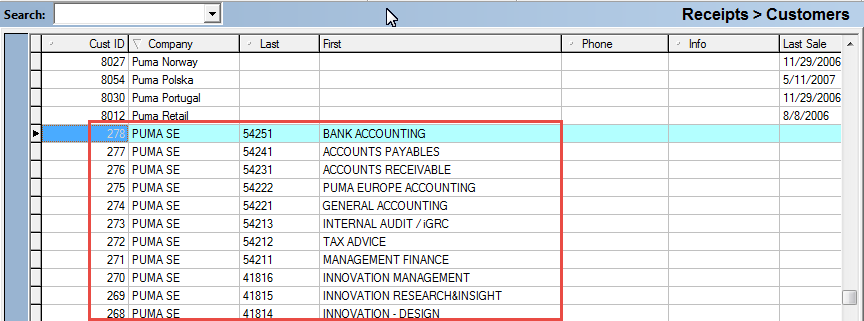 Search: Receipts > Customers
Cust ID Company Last First Phone Info Last Sale
8027 Puma Norway 11/29/2006
8054 Puma Polska 5/11/2007
8030 Puma Portugal 11/29/2006
8012 Puma Retail 8/8/2006
278 PUMA SE 54251 BANK ACCOUNTING
277 PUMA SE 54241 ACCOUNTS PAYABLES
276 PUMA SE 54231 ACCOUNTS RECEIVABLE
275 PUMA SE 54222 PUMA EUROPE ACCOUNTING
274 PUMA SE 54221 GENERAL ACCOUNTING
273 PUMA SE 54213 INTERNAL AUDIT / iGRC
272 PUMA SE 54212 TAX ADVICE
271 PUMA SE 54211 MANAGEMENT FINANCE
270 PUMA SE 41816 INNOVATION MANAGEMENT
269 PUMA SE 41815 INNOVATION RESEARCH&INSIGHT
268 PUMA SE 41814 INNOVATION - DESIGN